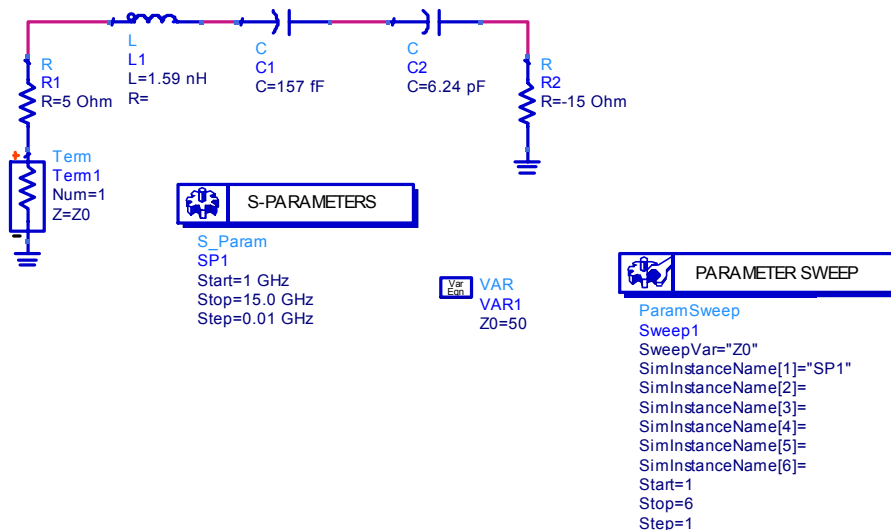 L
L1
L=1.59 nH
R=
C
C1
C=157 fF
C
C2
C=6.24 pF
R
R1
R=5 Ohm
R
R2
R=-15 Ohm
+
Term
Term1
Num=1
Z=Z0
-
S-PARAMETERS
S_Param
SP1
Start=1 GHz
Stop=15.0 GHz
Step=0.01 GHz
Var
Eqn
VAR
VAR1
Z0=50
PARAMETER SWEEP
ParamSweep
Sweep1
SweepVar="Z0"
SimInstanceName[1]="SP1"
SimInstanceName[2]=
SimInstanceName[3]=
SimInstanceName[4]=
SimInstanceName[5]=
SimInstanceName[6]=
Start=1
Stop=6
Step=1